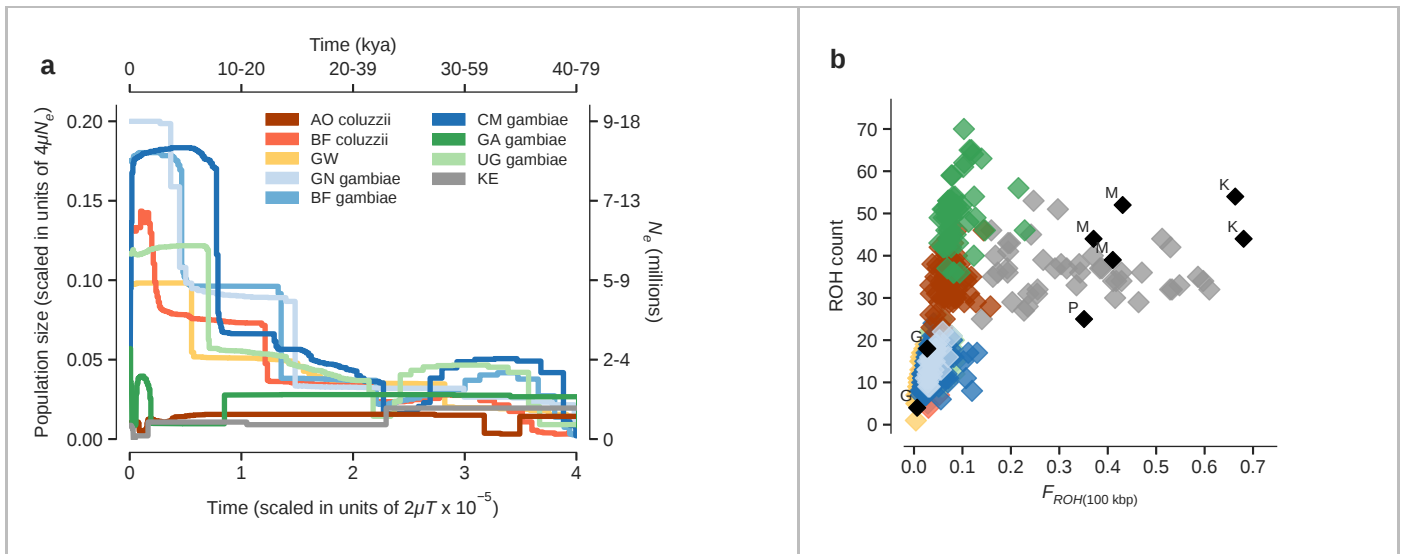 a
Time (kya)
0 10-20 20-39 30-59 40-79
Population size (scaled in units of 4μNe)
0.20
0.15
0.10
0.05
0.00
AO coluzzii
BF coluzzii
GW
GN gambiae
BF gambiae
CM gambiae
GA gambiae
UG gambiae
KE
9-18
7-13
5-9
2-4
0
Ne (millions)
0 1 2 3 4
Time (scaled in units of 2μT x 10−5)
b
ROH count
70
60
50
40
30
20
10
0
K
M
K
M
M
P
G
G
0.0 0.1 0.2 0.3 0.4 0.5 0.6 0.7
FROH(100 kbp)